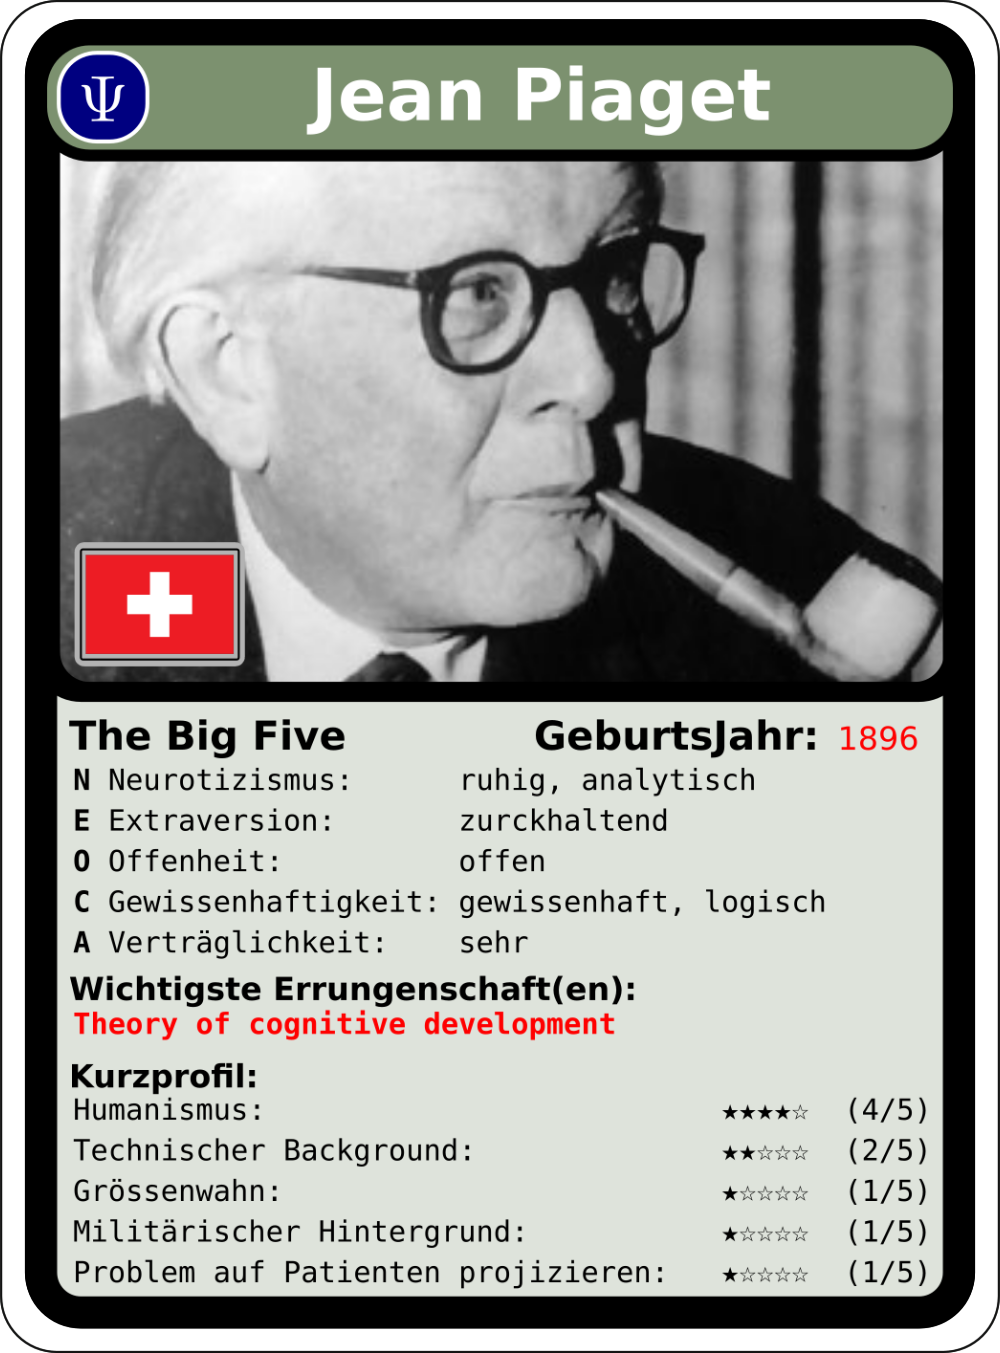 Ψ Jean Piaget
The Big Five GeburtsJahr: 1896
N Neurotizismus: ruhig, analytisch
E Extraversion: zurckhaltend
O Offenheit: offen
C Gewissenhaftigkeit: gewissenhaft, logisch
A Verträglichkeit: sehr
Wichtigste Errungenschaft(en):
Theory of cognitive development
Kurzprofil:
Humanismus: ★★★★☆ (4/5)
Technischer Background: ★★☆☆☆ (2/5)
Grössenwahn: ★☆☆☆☆ (1/5)
Militärischer Hintergrund: ★☆☆☆☆ (1/5)
Problem auf Patienten projizieren: ★☆☆☆☆ (1/5)